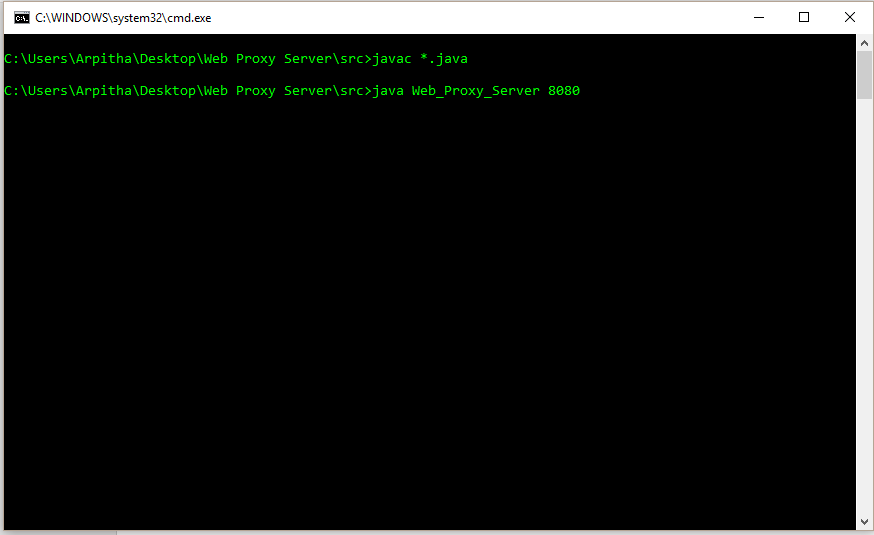 C:\WINDOWS\system32\cmd.exe
C:\Users\Arpitha\Desktop\Web Proxy Server\src>javac *.java
C:\Users\Arpitha\Desktop\Web Proxy Server\src>java Web_Proxy_Server 8080